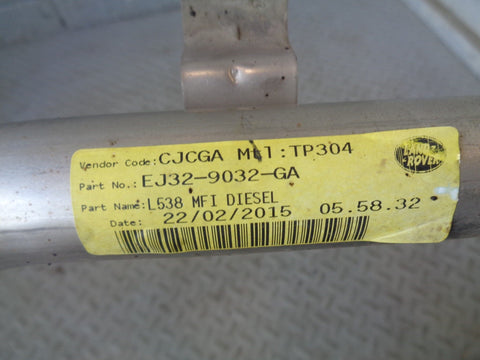 Vendor Code: CJCGA Mtl:TP304
LAND-
ROVER
Part No.: EJ32-9032-GA
Part Name: L538 MFI DIESEL
Date: 22/02/2015 05.58.32